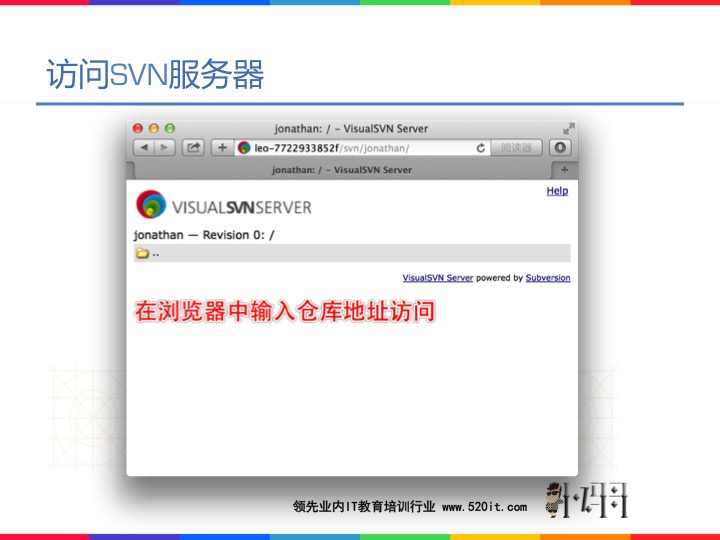 访问SVN服务器
jonathan: / – VisualSVN Server
leo-7722933852f/svn/jonathan/
阅读器
jonathan: / – VisualSVN Server
Help
VISUALSVNSERVER
jonathan — Revision 0: /
..
VisualSVN Server powered by Subversion
在浏览器中输入仓库地址访问
领先业内IT教育培训行业 www.520it.com
小码哥